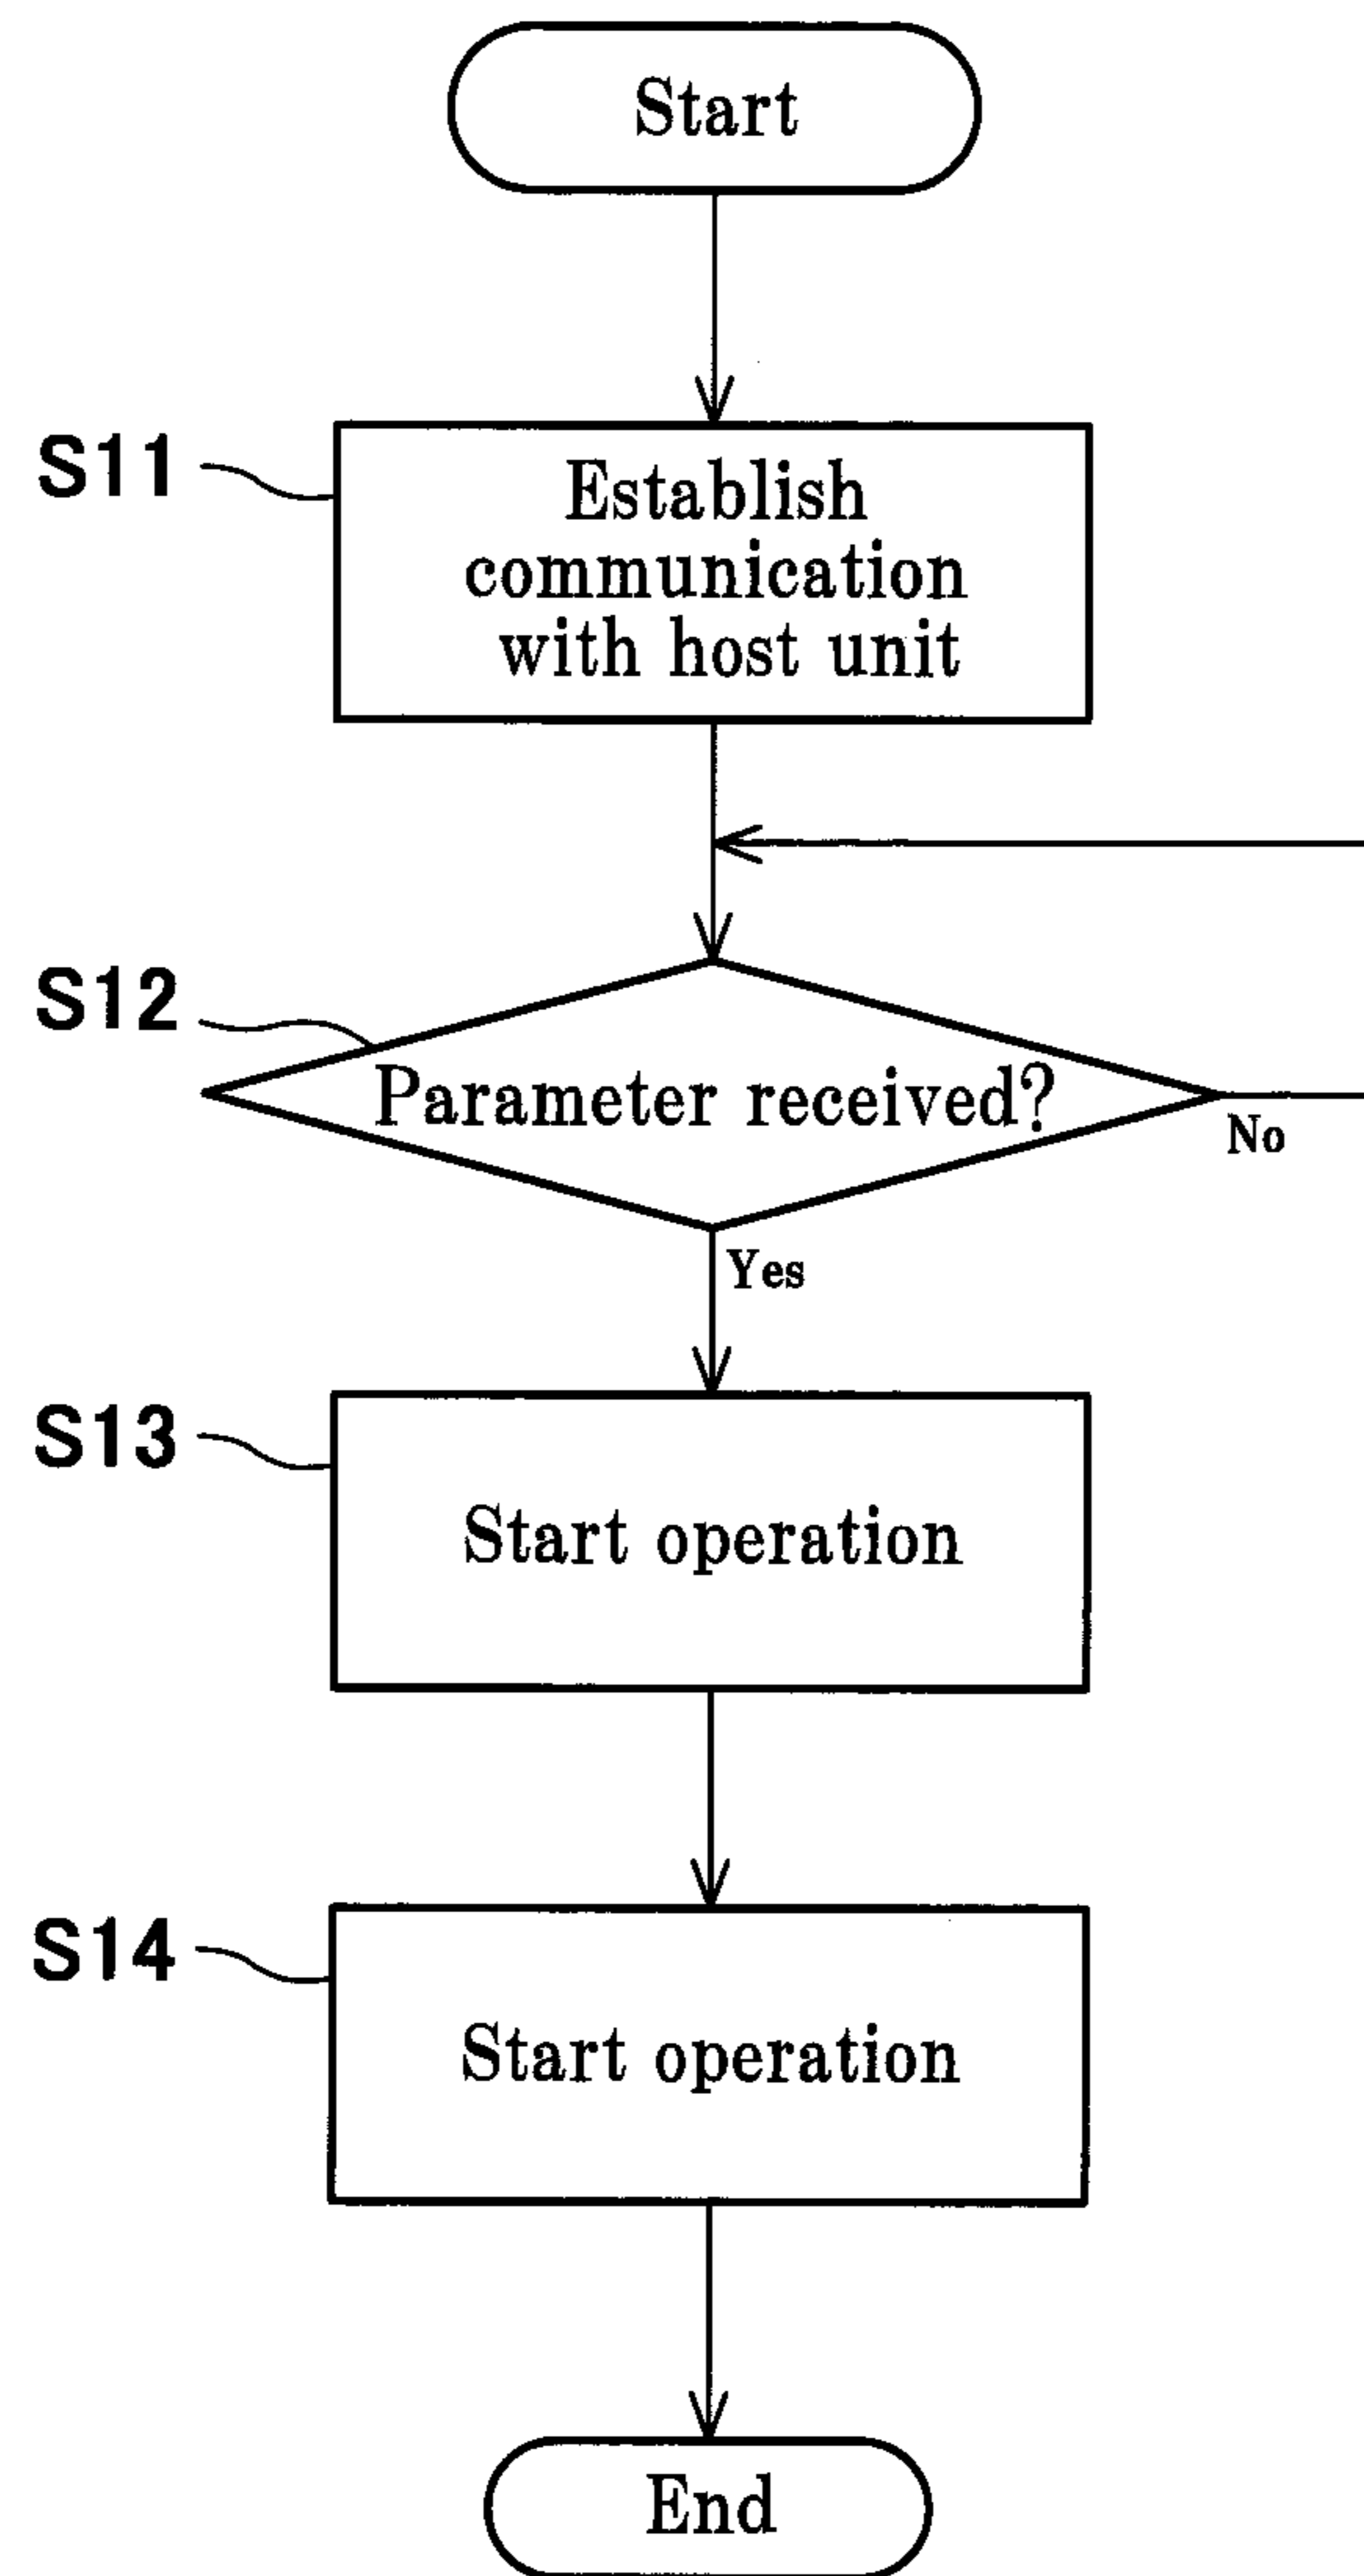 Start
S11
Establish
communication
with host unit
S12
Parameter received?
No
Yes
S13
Start operation
S14
Start operation
End